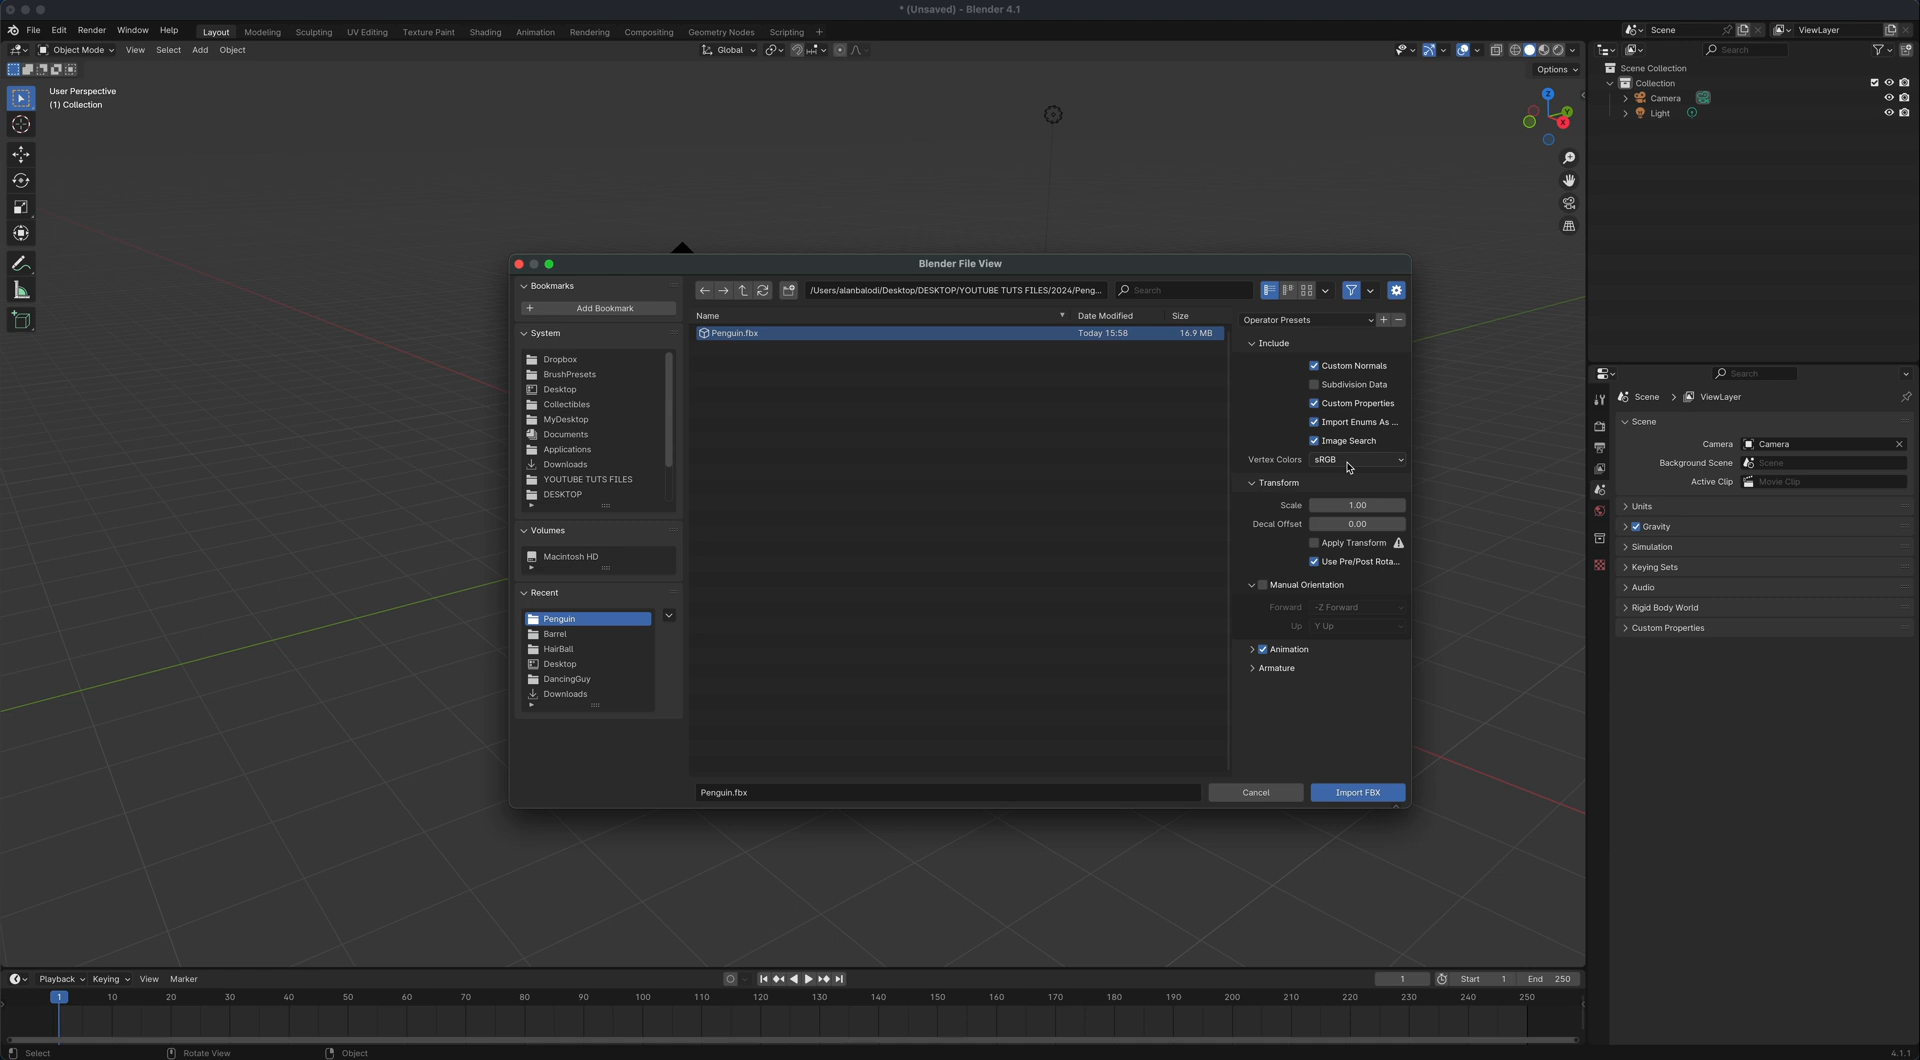 * (Unsaved) - Blender 4.1
File Edit Render Window Help Layout Modeling Sculpting UV Editing Texture Paint Shading Animation Rendering Compositing Geometry Nodes Scripting + Scene ViewLayer
Object Mode View Select Add Object Global Search
Options
User Perspective
(1) Collection
Z
Y
X
Scene Collection
Collection
Camera
Light
Blender File View
Bookmarks
+ Add Bookmark
System
Dropbox
BrushPresets
Desktop
Collectibles
MyDesktop
Documents
Applications
Downloads
YOUTUBE TUTS FILES
DESKTOP
Volumes
Macintosh HD
Recent
Penguin
Barrel
HairBall
Desktop
DancingGuy
Downloads
/Users/alanbalodi/Desktop/DESKTOP/YOUTUBE TUTS FILES/2024/Peng... Search
Name Date Modified Size
Penguin.fbx Today 15:58 16.9 MB
Operator Presets
Include
Custom Normals
Subdivision Data
Custom Properties
Import Enums As ...
Image Search
Vertex Colors sRGB
Transform
Scale 1.00
Decal Offset 0.00
Apply Transform
Use Pre/Post Rota...
Manual Orientation
Forward -Z Forward
Up Y Up
Animation
Armature
Penguin.fbx Cancel Import FBX
Search
Scene > ViewLayer
Scene
Camera Camera
Background Scene Scene
Active Clip Movie Clip
Units
Gravity
Simulation
Keying Sets
Audio
Rigid Body World
Custom Properties
Playback Keying View Marker 1 Start 1 End 250
1 10 20 30 40 50 60 70 80 90 100 110 120 130 140 150 160 170 180 190 200 210 220 230 240 250
Select Rotate View Object 4.1.1